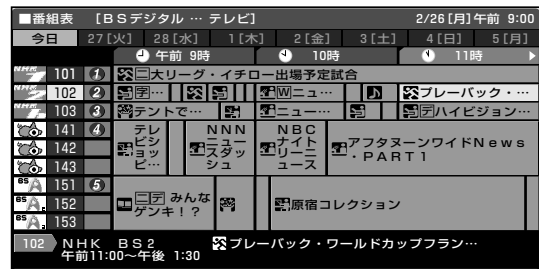 ■番組表 [BSデジタル … テレビ] 2/26[月]午前 9:00
今日 27[火] 28[水] 1[木] 2[金] 3[土] 4[日] 5[月]
午前 9時 10時 11時
101 1 二大リーグ・イチロー出場予定試合
102 2 字… Wニュ… プレーバック・…
103 3 テントで… ニュー… デハイビジョン…
141 4 テレビジョッピ… NNNニュースダッシュ NBCナイトリーニュース アフタヌーンワイドNews・PART1
142
143
151 5 二デ みんなゲンキ!? 原宿コレクション
152
153
102 NHK BS2 プレーバック・ワールドカップフラン…
午前11:00~午後 1:30